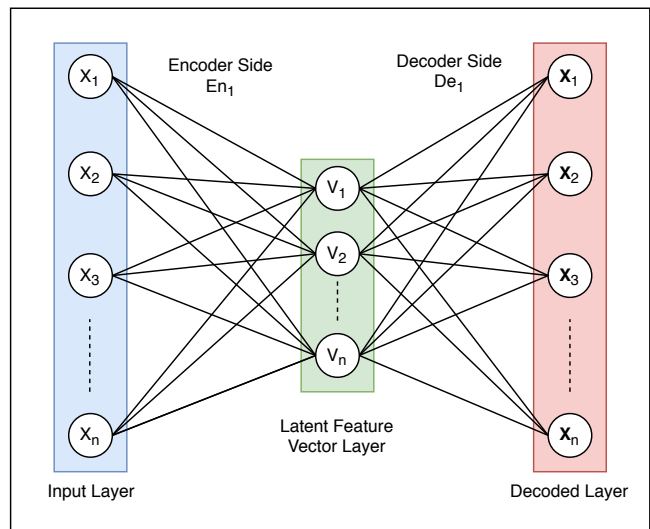 Encoder Side
En₁
Decoder Side
De₁
X₁
X₂
X₃
Xₙ
V₁
V₂
Vₙ
X₁
X₂
X₃
Xₙ
Latent Feature
Vector Layer
Input Layer
Decoded Layer